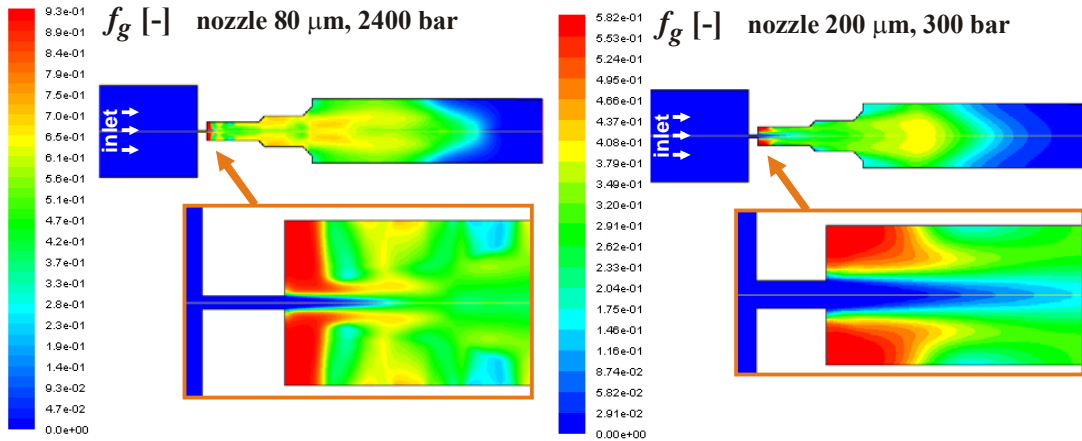 9.3e-01
8.9e-01
8.4e-01
7.9e-01
7.5e-01
7.0e-01
6.5e-01
6.1e-01
5.6e-01
5.1e-01
4.7e-01
4.2e-01
3.7e-01
3.3e-01
2.8e-01
2.3e-01
1.9e-01
1.4e-01
9.3e-02
4.7e-02
0.0e+00
f_g [-] nozzle 80 μm, 2400 bar
inlet
5.82e-01
5.53e-01
5.24e-01
4.95e-01
4.66e-01
4.37e-01
4.08e-01
3.79e-01
3.49e-01
3.20e-01
2.91e-01
2.62e-01
2.33e-01
2.04e-01
1.75e-01
1.46e-01
1.16e-01
8.74e-02
5.82e-02
2.91e-02
0.00e+00
f_g [-] nozzle 200 μm, 300 bar
inlet